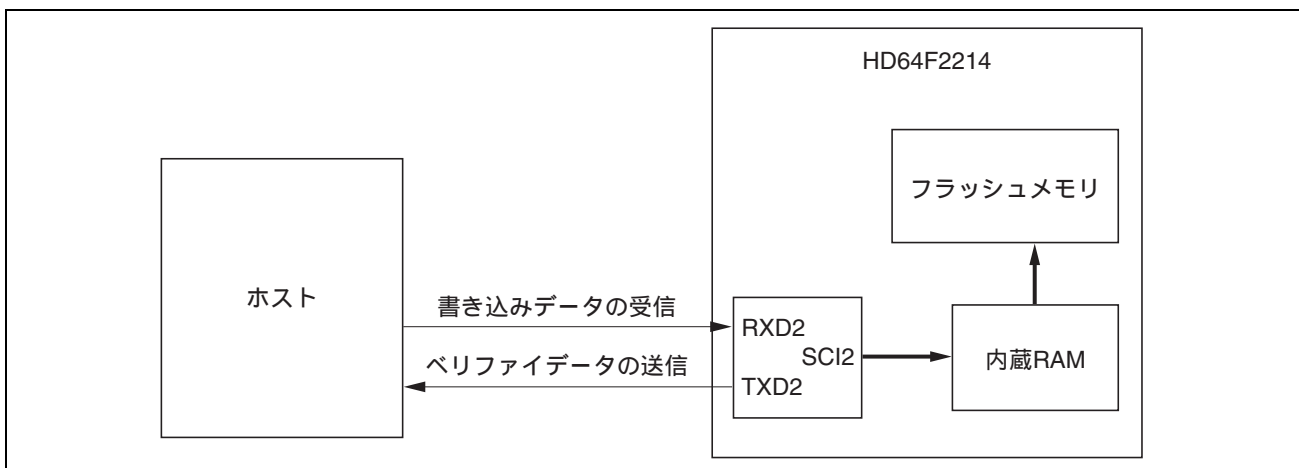 HD64F2214
フラッシュメモリ
ホスト
書き込みデータの受信
RXD2
SCI2
内蔵RAM
ベリファイデータの送信
TXD2